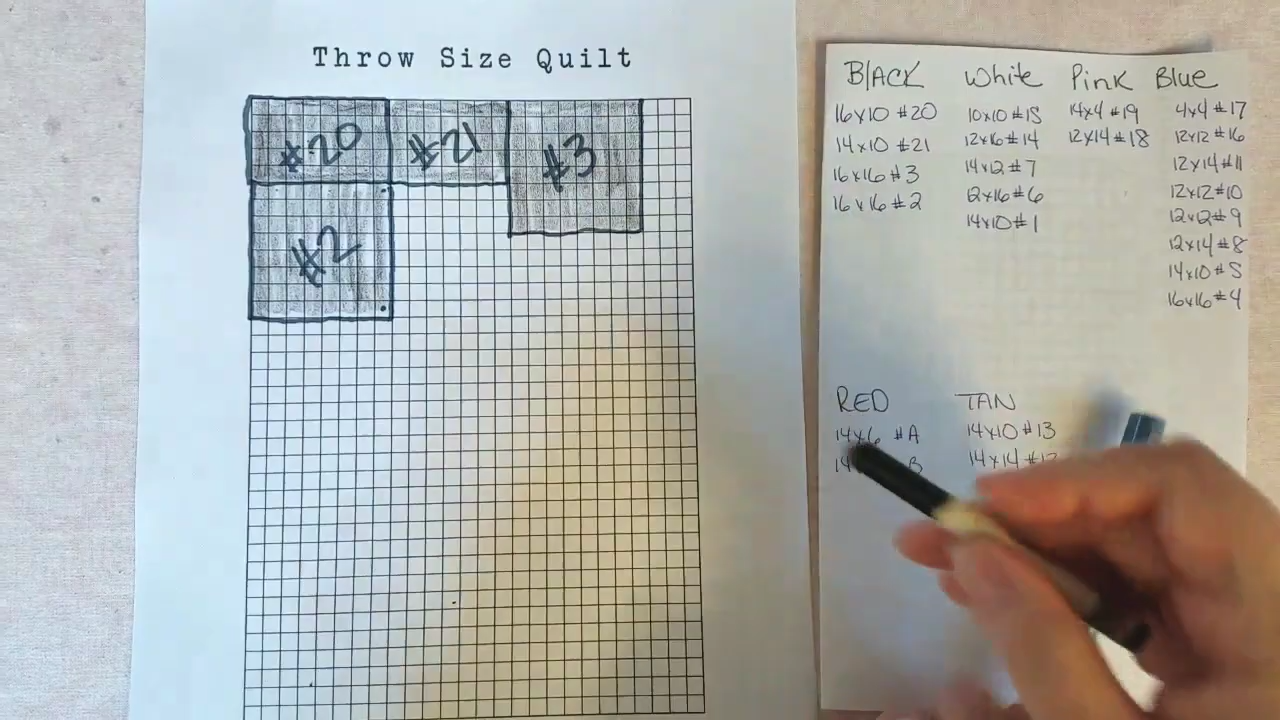 Throw Size Quilt
#20 #21 #3
#2
BLACK White Pink Blue
16x10 #20 10x10 #15 14x4 #19 4x4 #17
14x10 #21 12x16 #14 12x14 #18 12x12 #16
16x16 #3 14x12 #7 12x14 #11
16x16 #2 12x16 #6 12x12 #10
14x10 #1 12x12 #9
12x14 #8
14x10 #5
16x16 #4
RED TAN
14x6 #A 14x10 #13
B 14x14 #12